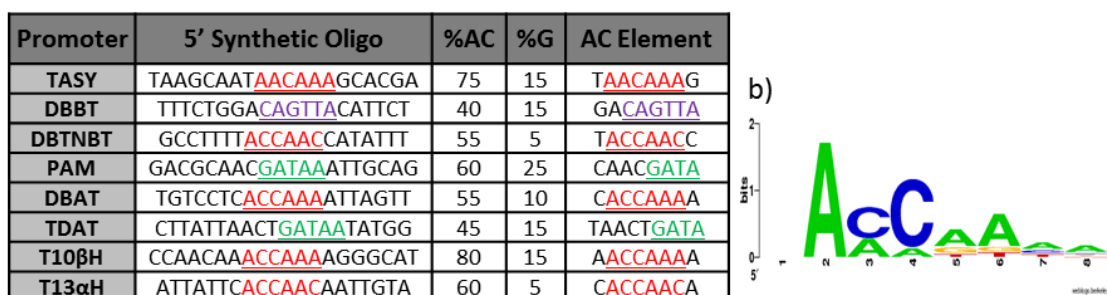 Promoter 5' Synthetic Oligo %AC %G AC Element
TASY TAAGCAATAACAAAGCACGA 75 15 TAACAAAG
DBBT TTTCTGGACAGTTACATTCT 40 15 GACAGTTA
DBTNBT GCCTTTTACCAACCATATTT 55 5 TACCAACC
PAM GACGCAACGATAAATTGCAG 60 25 CAACGATA
DBAT TGTCCTCACCAAAATTAGTT 55 10 CACCAAAA
TDAT CTTATTAACTGATAATATGG 45 15 TAACTGATA
T10βH CCAACAAACCAAAAGGGCAT 80 15 AACCAAAA
T13αH ATTATTCACCAACAATTGTA 60 5 CACCAACA
b)
2
bits
1
0
A C C A A A A
A A
1 2 3 4 5 6 7 8
5'